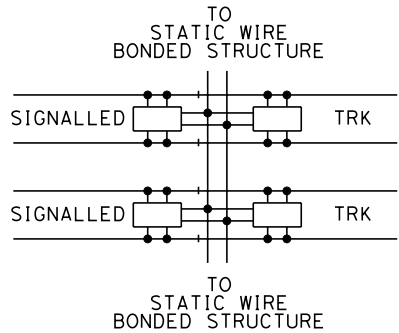 TO
STATIC WIRE
BONDED STRUCTURE
SIGNALLED TRK
SIGNALLED TRK
TO
STATIC WIRE
BONDED STRUCTURE